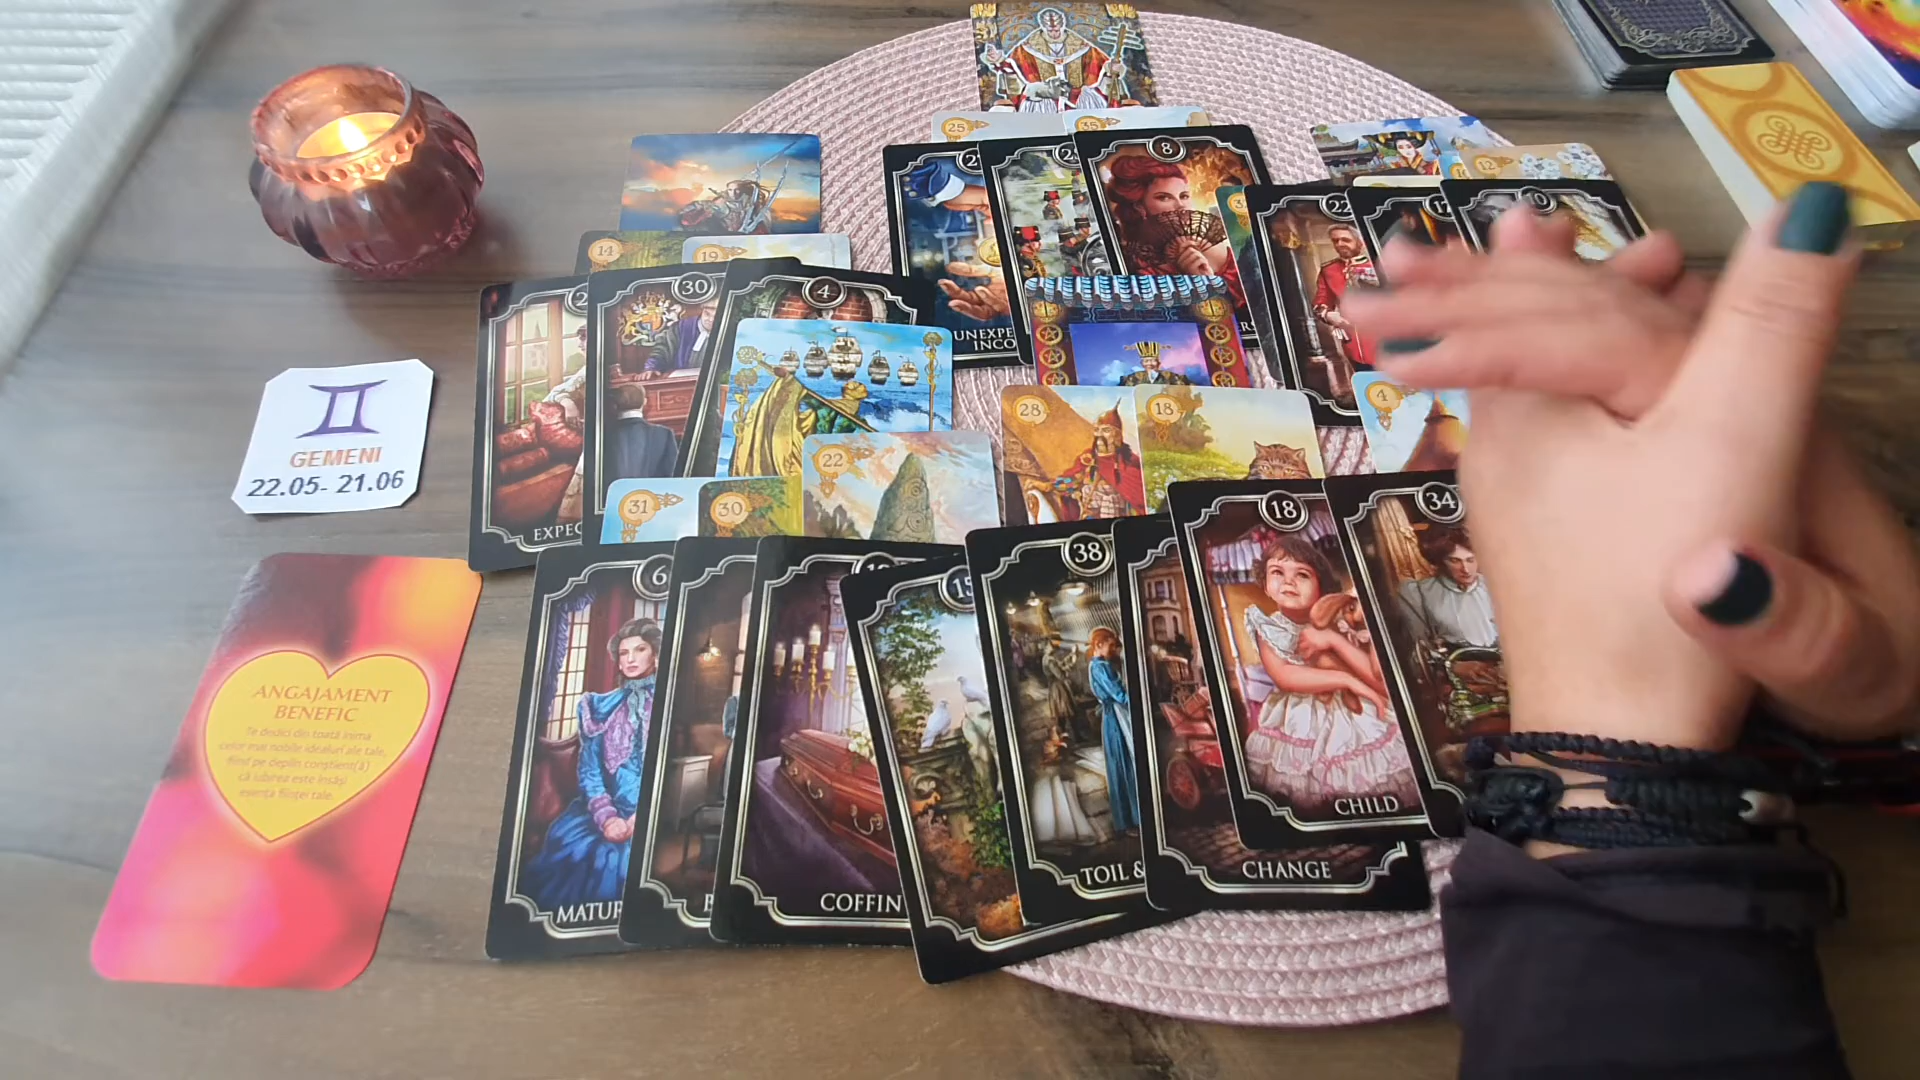 25
35
8
12
22
10
14
19
30
4
UNEXPE
INCO
GEMENI
22.05- 21.06
28
18
4
22
31
30
EXPEC
18
34
38
6
15
ANGAJAMENT
BENEFIC
Te dedici din toată inima
celor mai nobile idealuri ale tale,
fiind pe deplin conștient(ă)
că iubirea este însăși
esența ființei tale.
CHILD
TOIL &
CHANGE
MATUR
COFFIN